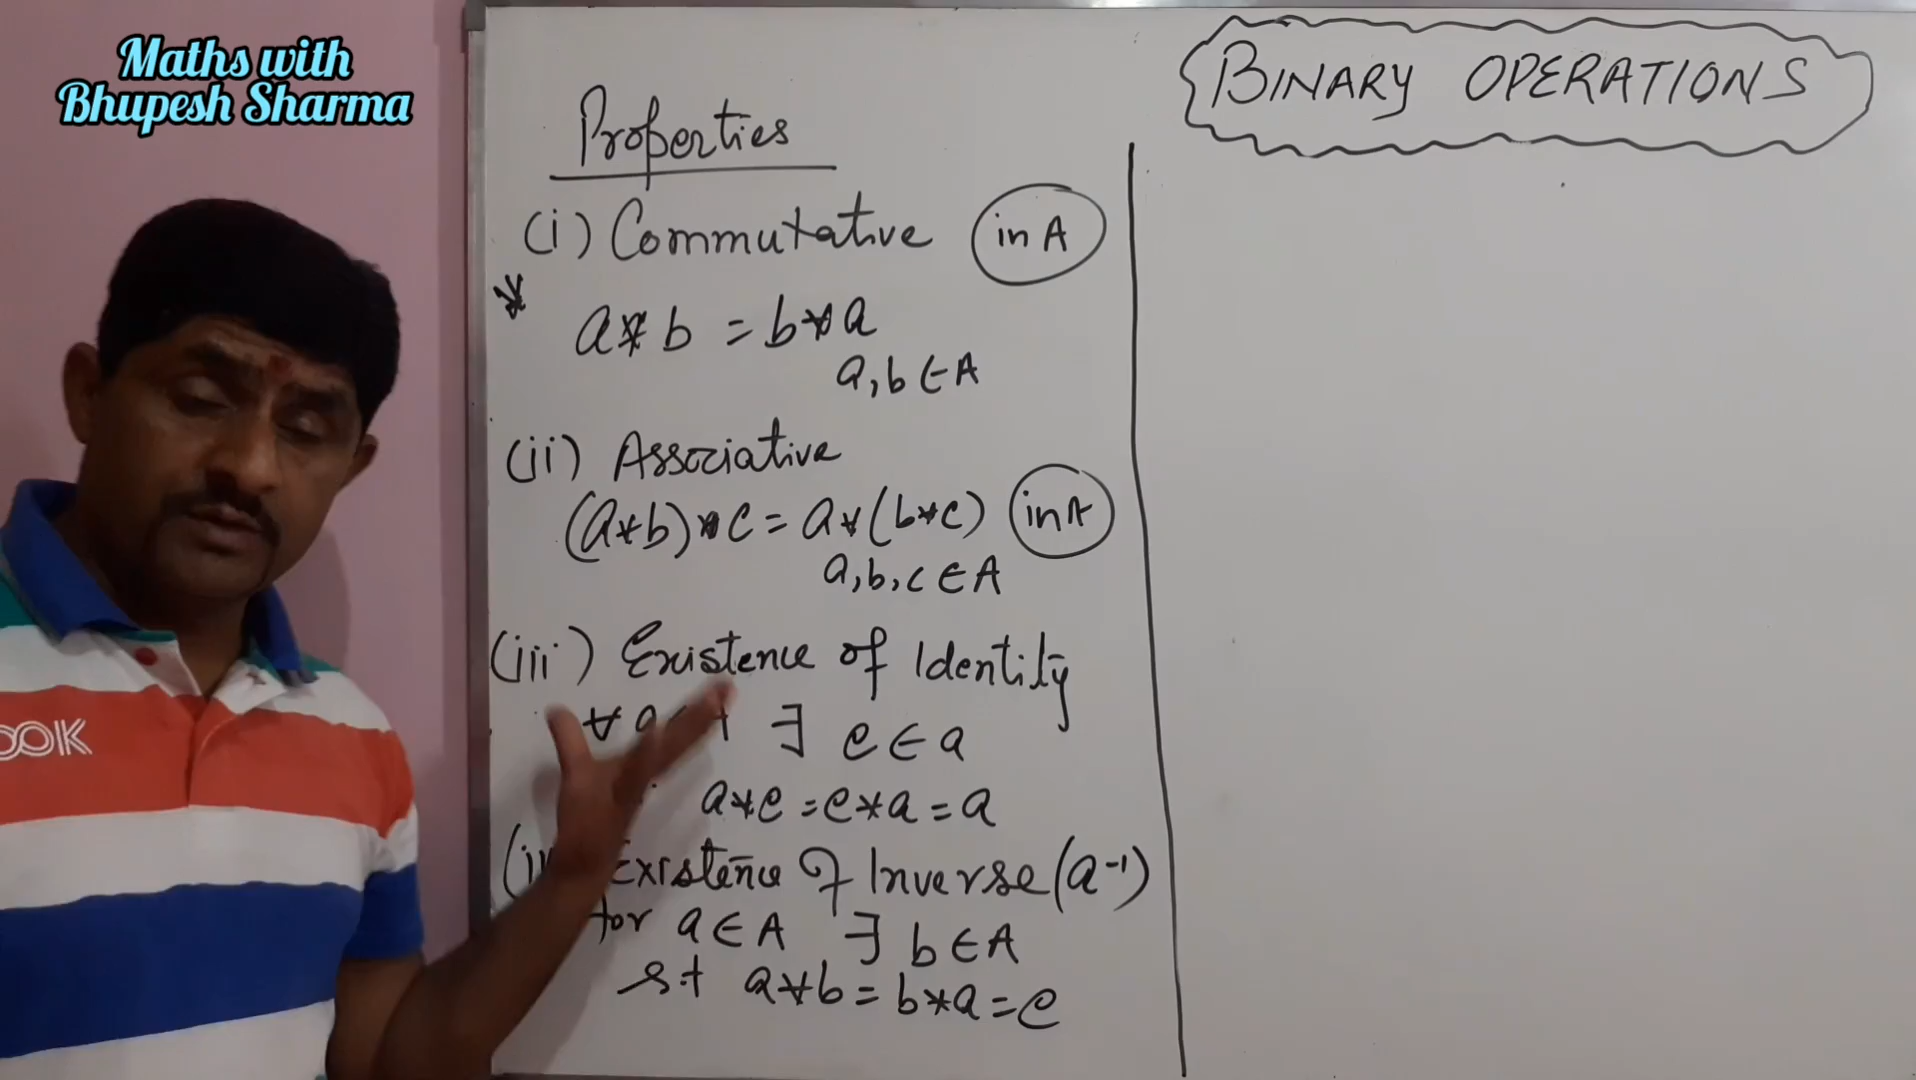 Maths with
Bhupesh Sharma
BINARY OPERATIONS
Properties
(i) Commutative in A
*
a * b = b * a
a, b ∈ A
(ii) Associative
(a * b) * c = a * (b * c) in A
a, b, c ∈ A
(iii) Existence of Identity
∀ a ∃ e ∈ a
a * e = e * a = a
Existence of Inverse (a⁻¹)
for a ∈ A ∃ b ∈ A
s.t a * b = b * a = e
OOK